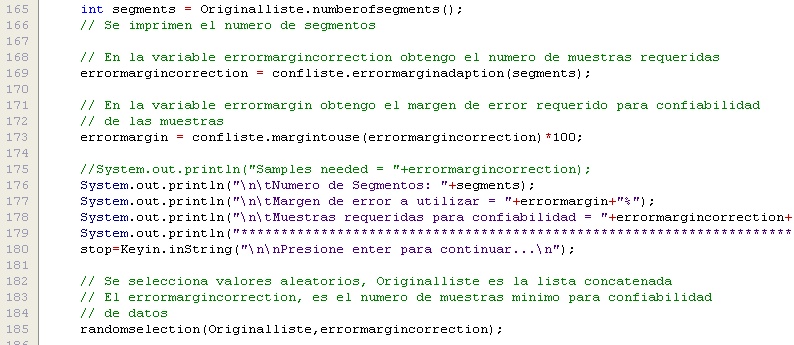 165 int segments = Originalliste.numberofsegments();
166 // Se imprimen el numero de segmentos
167
168 // En la variable errormargincorrection obtengo el numero de muestras requeridas
169 errormargincorrection = confliste.errormarginadaption(segments);
170
171 // En la variable errormargin obtengo el margen de error requerido para confiabilidad
172 // de las muestras
173 errormargin = confliste.margintouse(errormargincorrection)*100;
174
175 //System.out.println("Samples needed = "+errormargincorrection);
176 System.out.println("\n\tNumero de Segmentos: "+segments);
177 System.out.println("\n\tMargen de error a utilizar = "+errormargin+"%");
178 System.out.println("\n\tMuestras requeridas para confiabilidad = "+errormargincorrection+
179 System.out.println("*********************************************************************
180 stop=Keyin.inString("\n\nPresione enter para continuar...\n");
181
182 // Se selecciona valores aleatorios, Originalliste es la lista concatenada
183 // El errormargincorrection, es el numero de muestras minimo para confiabilidad
184 // de datos
185 randomselection(Originalliste,errormargincorrection);